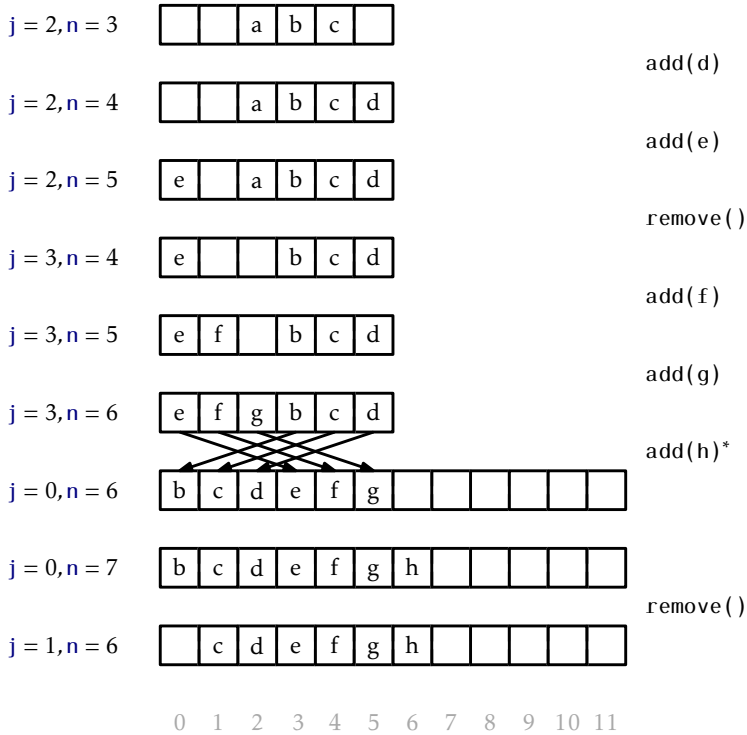 j = 2, n = 3 a b c
add(d)
j = 2, n = 4 a b c d
add(e)
j = 2, n = 5 e a b c d
remove()
j = 3, n = 4 e b c d
add(f)
j = 3, n = 5 e f b c d
add(g)
j = 3, n = 6 e f g b c d
add(h)*
j = 0, n = 6 b c d e f g
j = 0, n = 7 b c d e f g h
remove()
j = 1, n = 6 c d e f g h
0 1 2 3 4 5 6 7 8 9 10 11